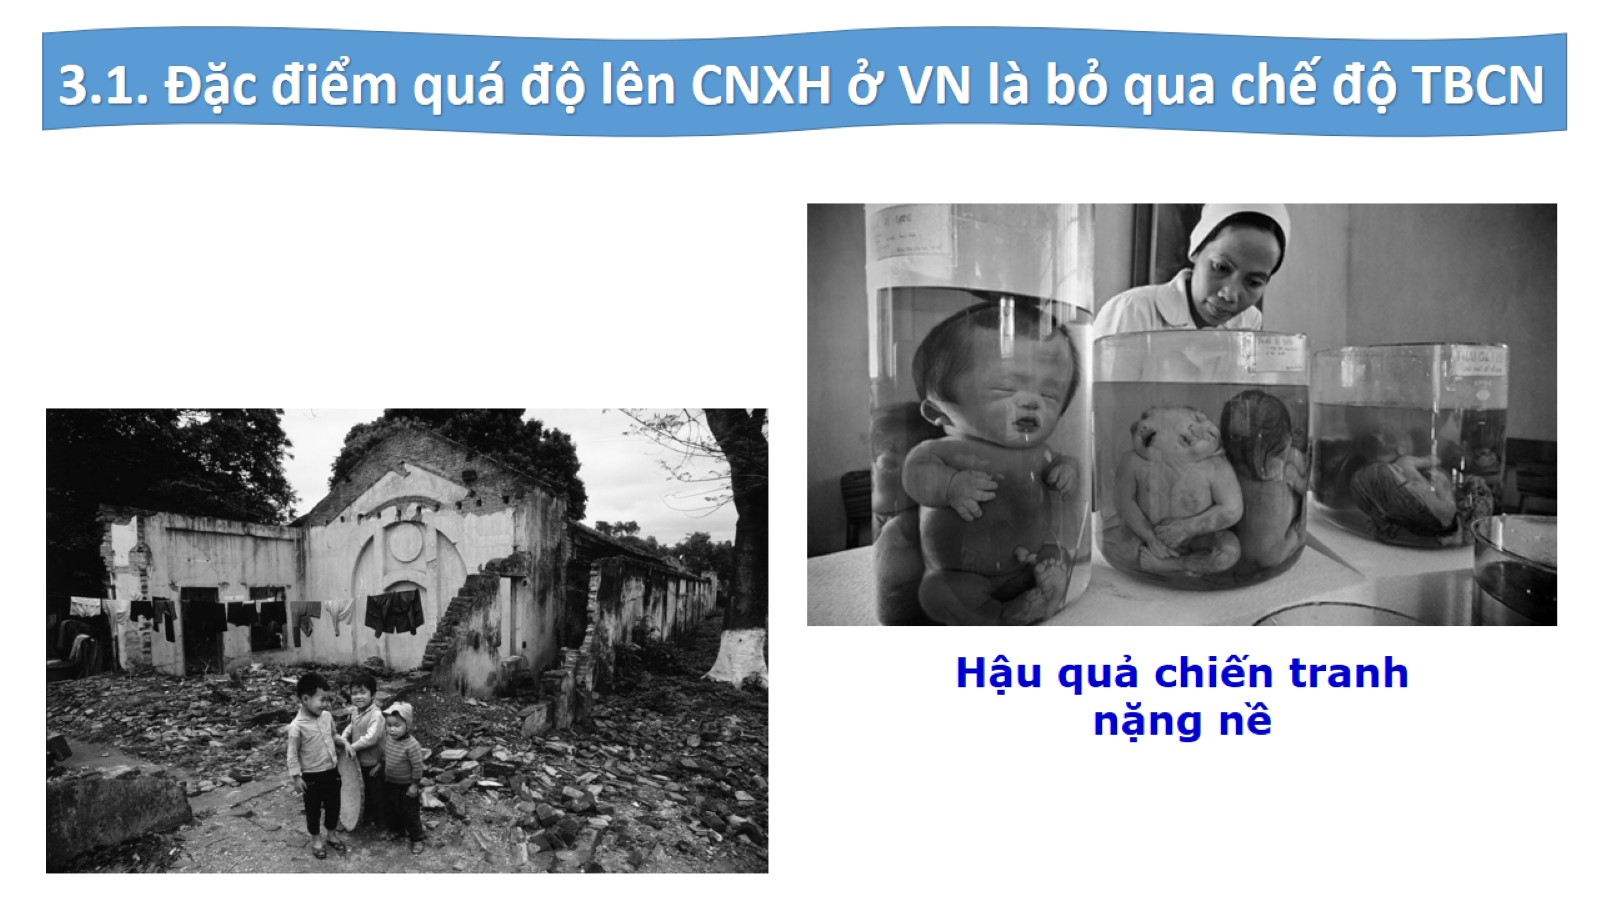 3.1. Đặc điểm quá độ lên CNXH ở VN là bỏ qua chế độ TBCN
Hậu quả chiến tranh
nặng nề